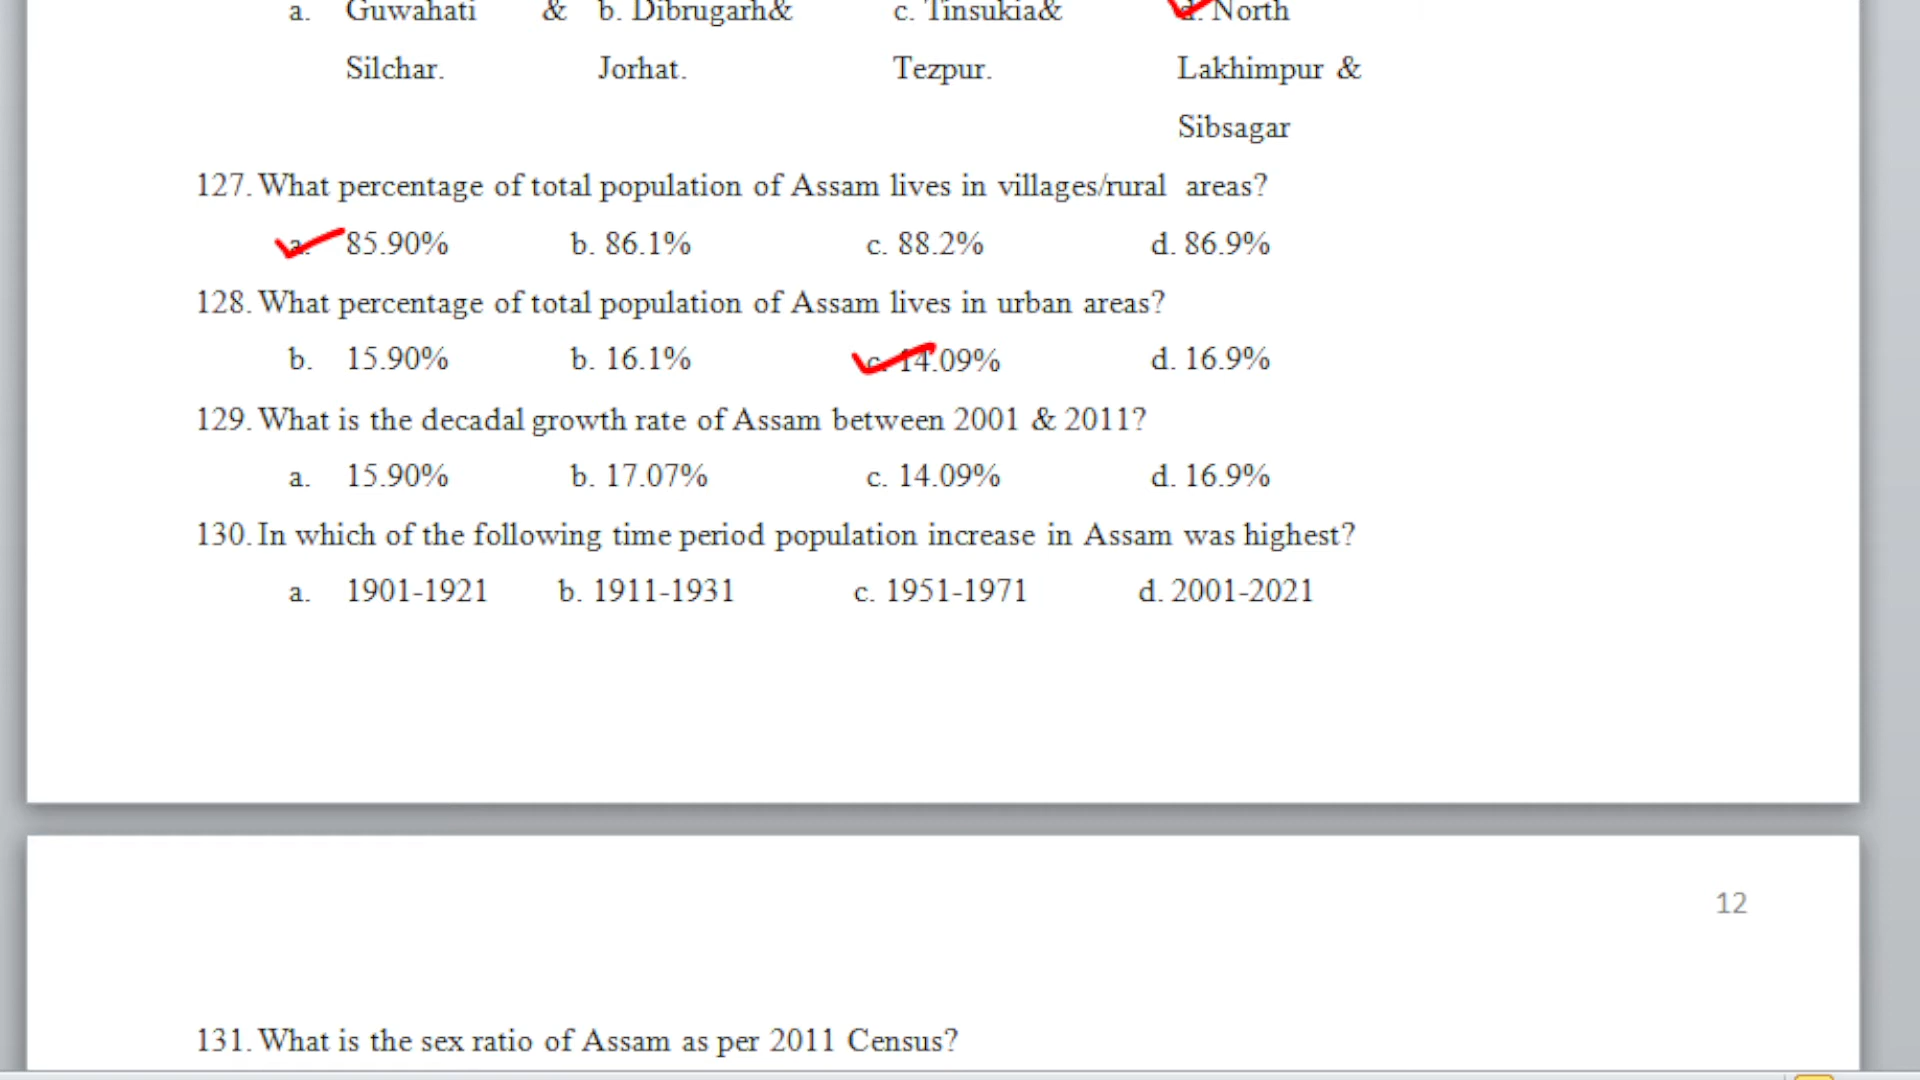 a. Guwahati & b. Dibrugarh& c. Tinsukia& d. North
Silchar. Jorhat. Tezpur. Lakhimpur &
Sibsagar
127. What percentage of total population of Assam lives in villages/rural areas?
a. 85.90% b. 86.1% c. 88.2% d. 86.9%
128. What percentage of total population of Assam lives in urban areas?
b. 15.90% b. 16.1% c. 14.09% d. 16.9%
129. What is the decadal growth rate of Assam between 2001 & 2011?
a. 15.90% b. 17.07% c. 14.09% d. 16.9%
130. In which of the following time period population increase in Assam was highest?
a. 1901-1921 b. 1911-1931 c. 1951-1971 d. 2001-2021
12
131. What is the sex ratio of Assam as per 2011 Census?